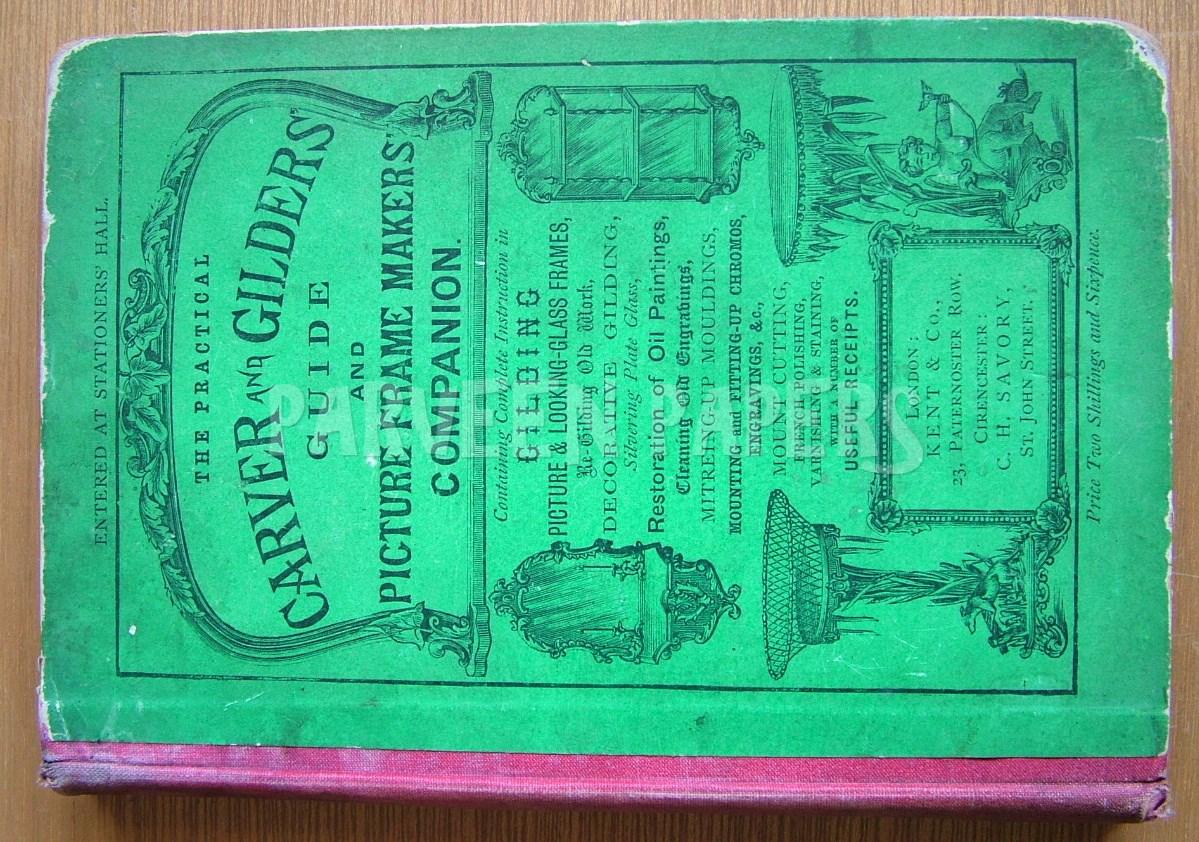 ENTERED AT STATIONERS' HALL.
THE PRACTICAL
CARVER AND GILDERS'
GUIDE
AND
PICTURE FRAME MAKERS'
COMPANION.
Containing Complete Instruction in
GILDING
PICTURE & LOOKING-GLASS FRAMES,
Re-Gilding Old Work,
DECORATIVE GILDING,
Silvering Plate Glass,
Restoration of Oil Paintings,
Cleaning Old Engravings,
MITREING-UP MOULDINGS,
MOUNTING and FITTING-UP CHROMOS,
ENGRAVINGS, &c.,
MOUNT CUTTING,
FRENCH POLISHING,
VARNISHING & STAINING,
WITH A NUMBER OF
USEFUL RECEIPTS.
LONDON:
KENT & CO.,
23, PATERNOSTER ROW.
CIRENCESTER:
C. H. SAVORY,
ST. JOHN STREET.
Price Two Shillings and Sixpence.